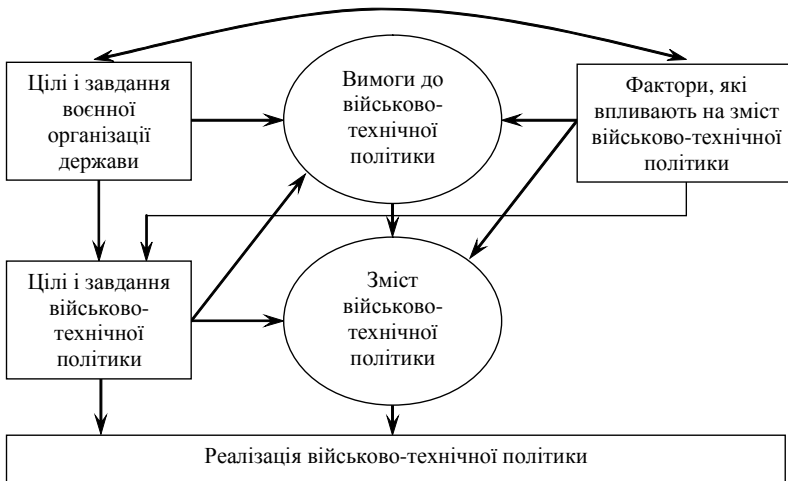 Цілі і завдання
воєнної
організації
держави
Вимоги до
військово-
технічної
політики
Фактори, які
впливають на зміст
військово-технічної
політики
Цілі і завдання
військово-
технічної
політики
Зміст
військово-
технічної
політики
Реалізація військово-технічної політики